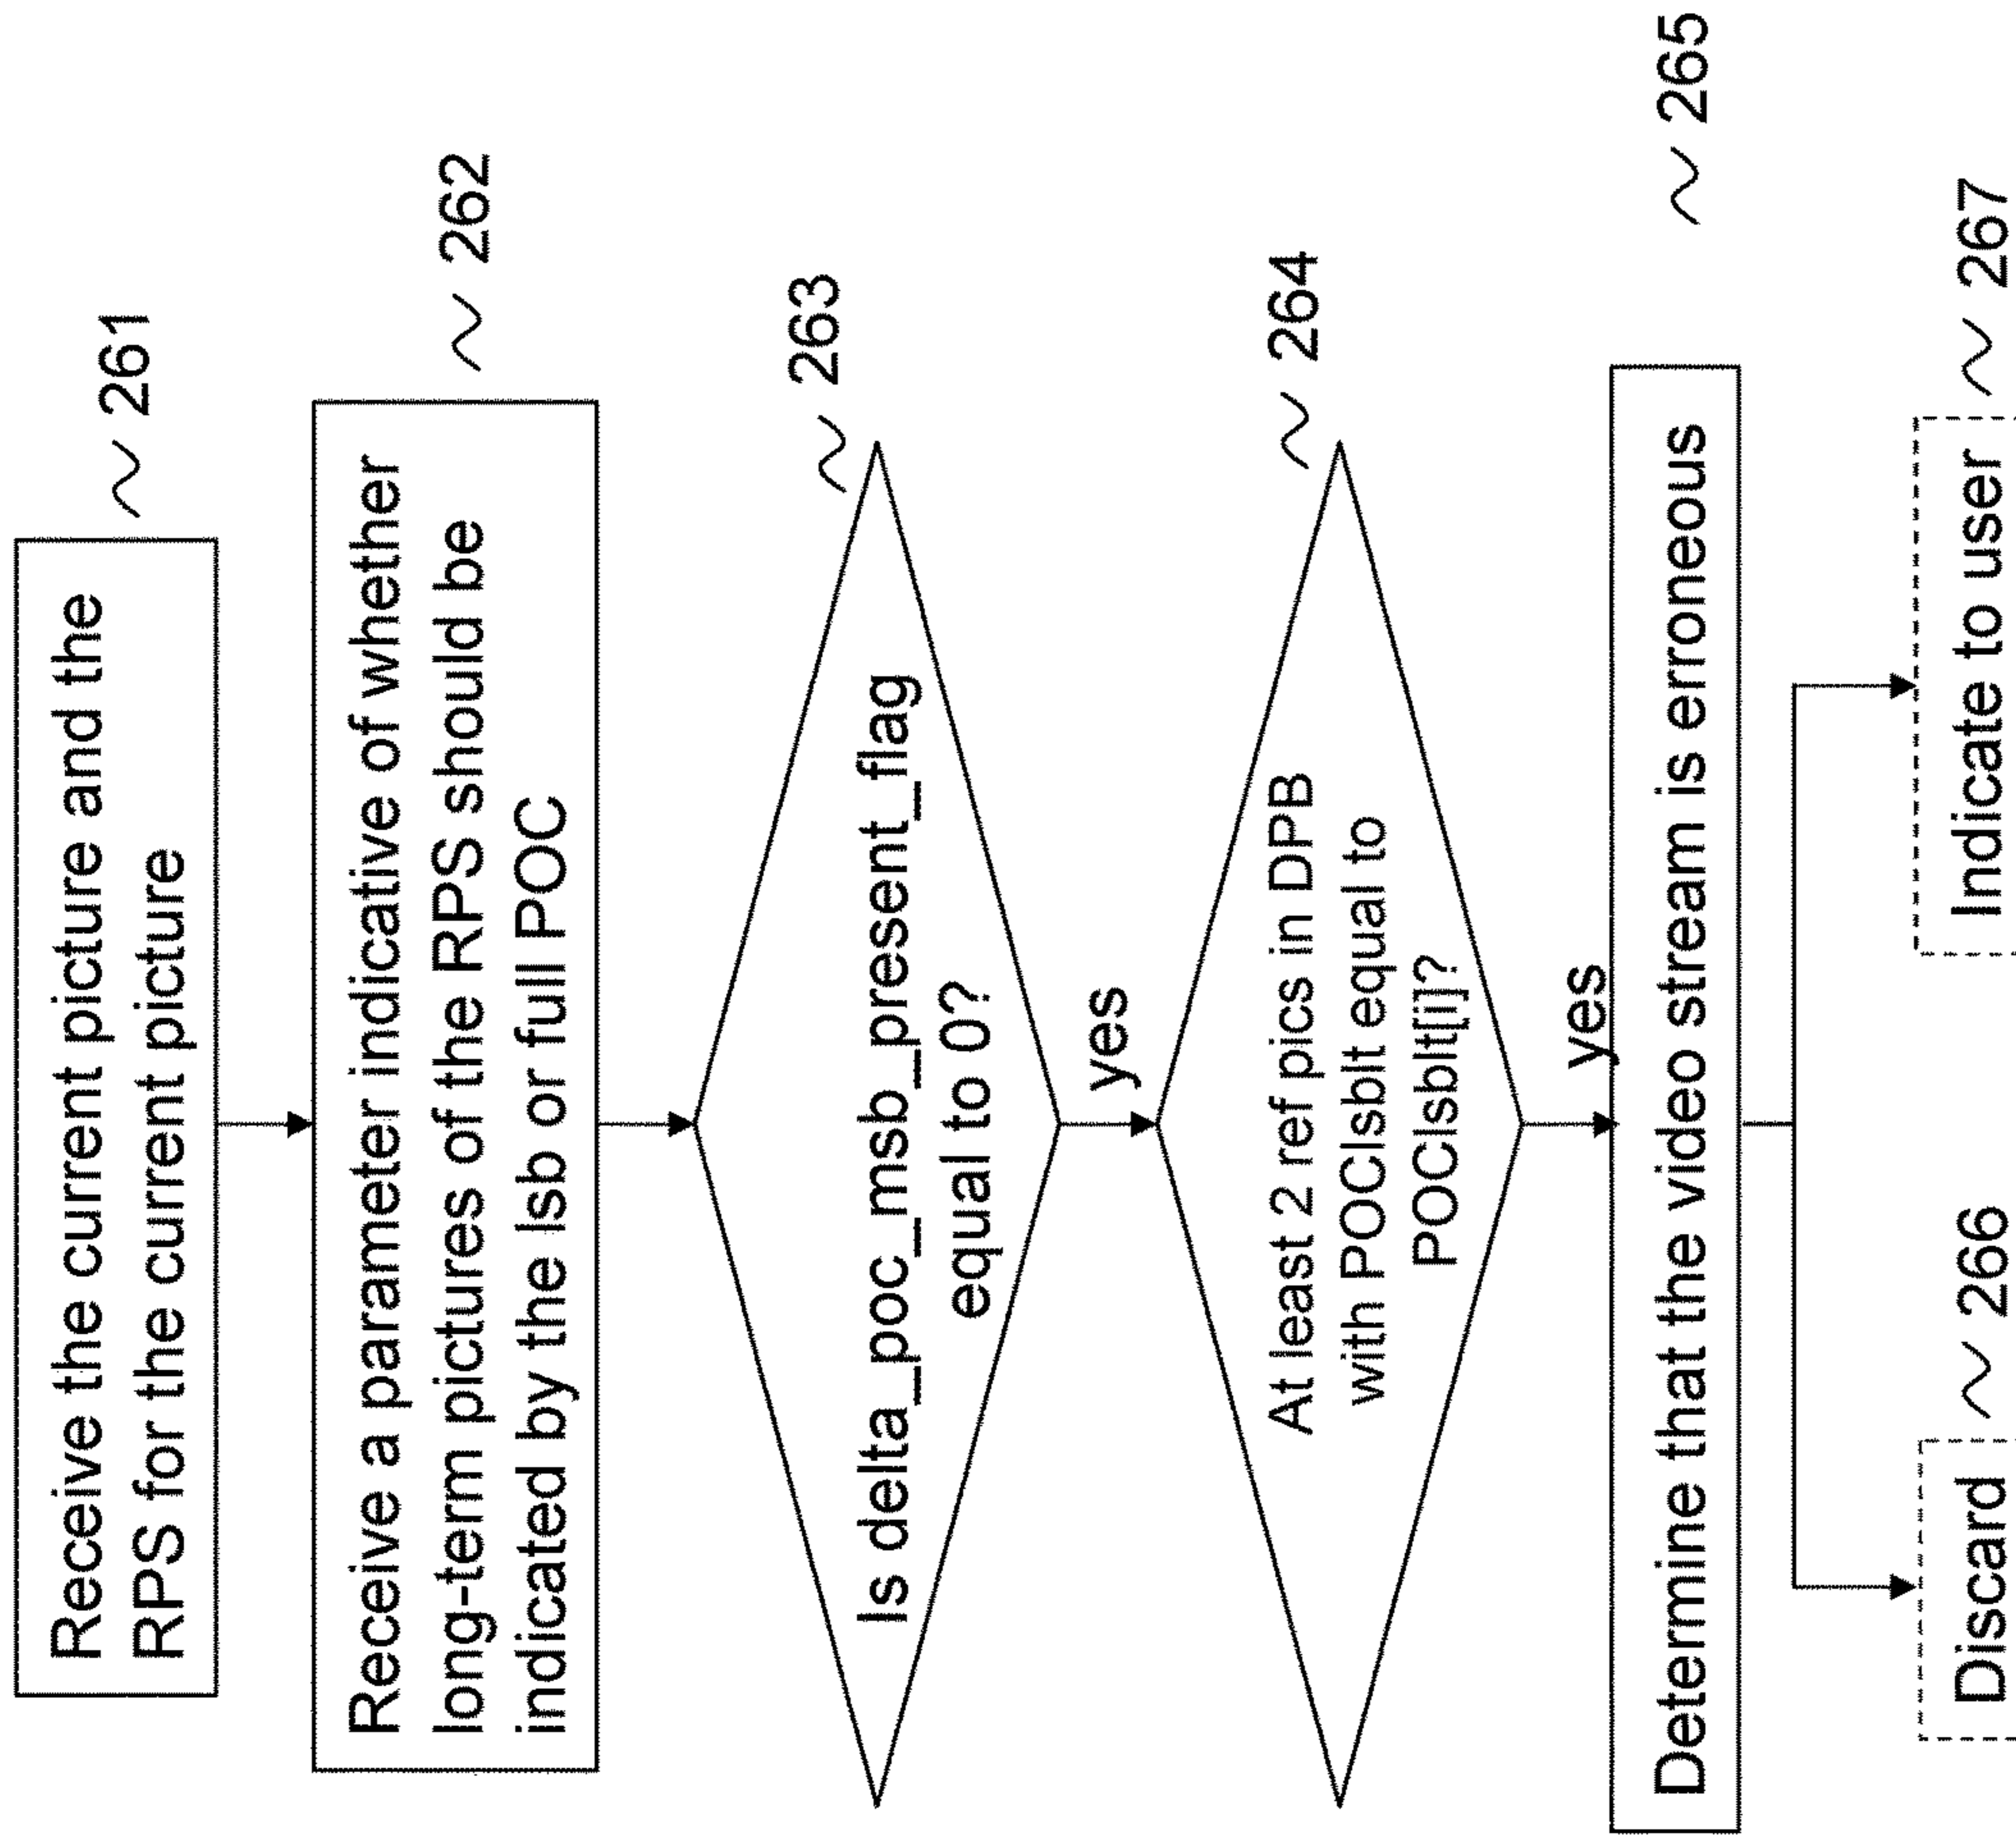 Receive the current picture and the
RPS for the current picture
261
Receive a parameter indicative of whether
long-term pictures of the RPS should be
indicated by the lsb or full POC
262
Is delta_poc_msb_present_flag
equal to 0?
263
yes
At least 2 ref pics in DPB
with POClsblt equal to
POClsblt[i]?
264
yes
Determine that the video stream is erroneous
265
Discard
266
Indicate to user
267